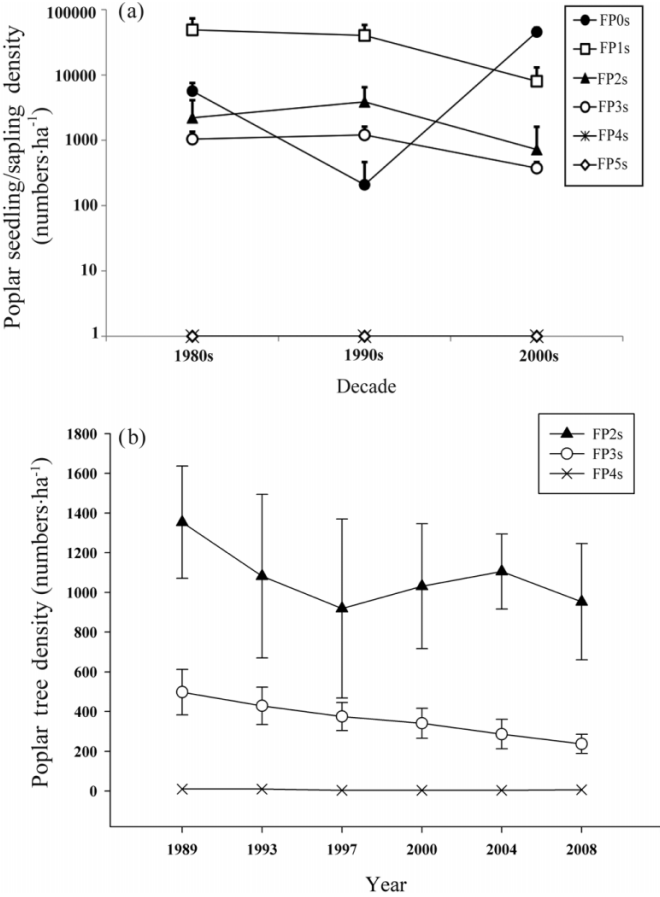 (a)
Poplar seedling/sapling density
(numbers·ha⁻¹)
100000
10000
1000
100
10
1
1980s 1990s 2000s
Decade
FP0s
FP1s
FP2s
FP3s
FP4s
FP5s
(b)
Poplar tree density (numbers·ha⁻¹)
1800
1600
1400
1200
1000
800
600
400
200
0
1989 1993 1997 2000 2004 2008
Year
FP2s
FP3s
FP4s